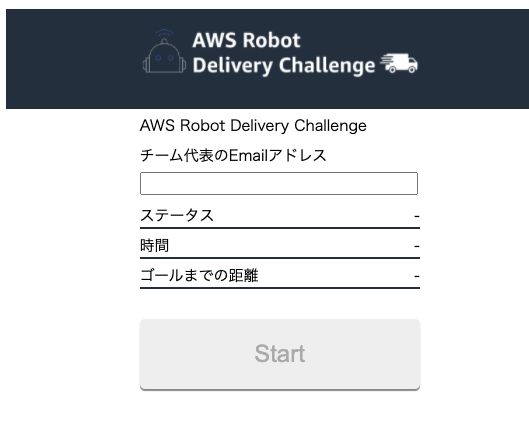 AWS Robot
Delivery Challenge
AWS Robot Delivery Challenge
チーム代表のEmailアドレス
ステータス -
時間 -
ゴールまでの距離 -
Start